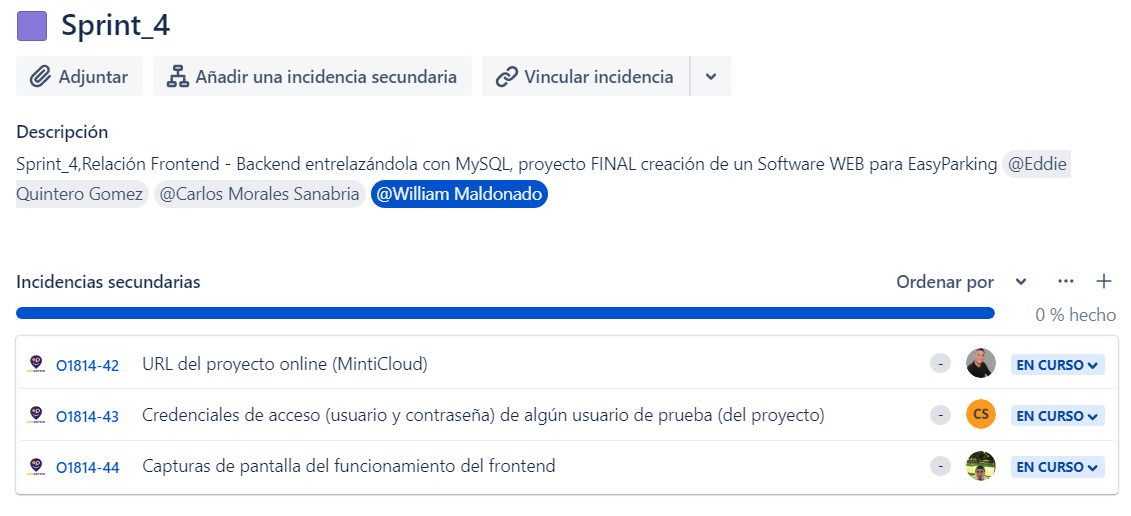 Sprint_4
Adjuntar Añadir una incidencia secundaria Vincular incidencia
Descripción
Sprint_4,Relación Frontend - Backend entrelazándola con MySQL, proyecto FINAL creación de un Software WEB para EasyParking @Eddie
Quintero Gomez @Carlos Morales Sanabria @William Maldonado
Incidencias secundarias Ordenar por
0 % hecho
O1814-42 URL del proyecto online (MintiCloud) - EN CURSO
O1814-43 Credenciales de acceso (usuario y contraseña) de algún usuario de prueba (del proyecto) - CS EN CURSO
O1814-44 Capturas de pantalla del funcionamiento del frontend - EN CURSO